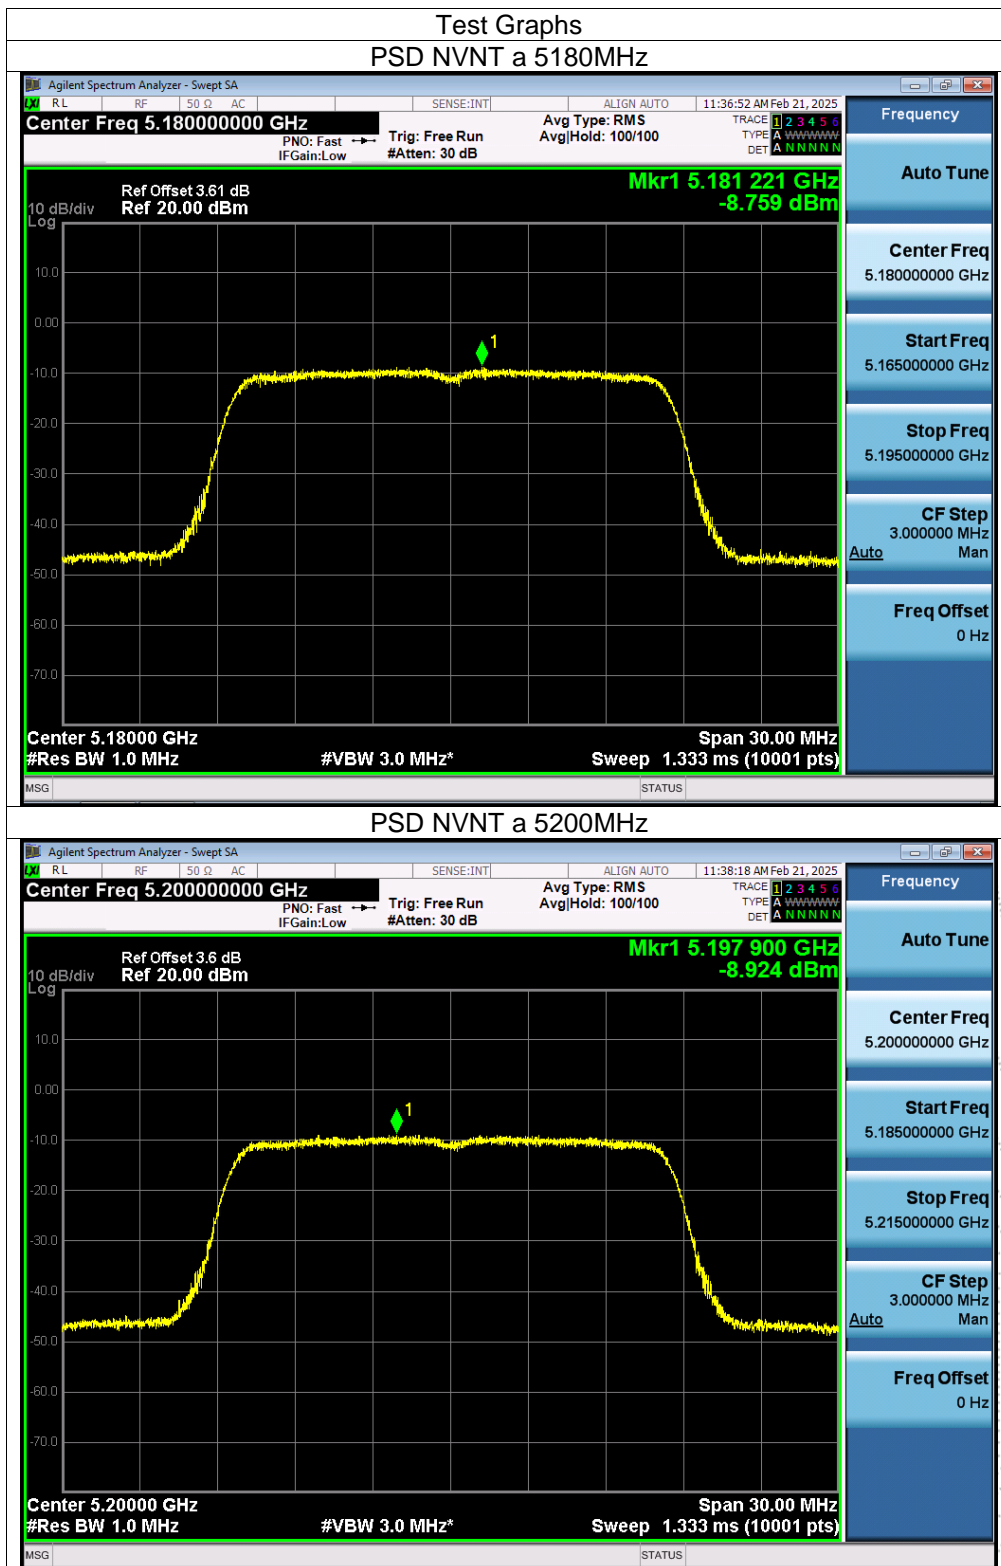 Test Graphs
PSD NVNT a 5180MHz
Agilent Spectrum Analyzer - Swept SA
LXI RL RF 50 Ω AC SENSE:INT ALIGN AUTO 11:36:52 AM Feb 21, 2025
Center Freq 5.180000000 GHz
PNO: Fast
IFGain:Low
Trig: Free Run
#Atten: 30 dB
Avg Type: RMS
Avg|Hold: 100/100
TRACE 1 2 3 4 5 6
TYPE A WWWWW
DET A N N N N N
Frequency
Mkr1 5.181 221 GHz
-8.759 dBm
Ref Offset 3.61 dB
Ref 20.00 dBm
10 dB/div
Log
10.0
0.00
-10.0
-20.0
-30.0
-40.0
-50.0
-60.0
-70.0
1
Center 5.18000 GHz
Span 30.00 MHz
#Res BW 1.0 MHz
#VBW 3.0 MHz*
Sweep 1.333 ms (10001 pts)
Auto Tune
Center Freq
5.180000000 GHz
Start Freq
5.165000000 GHz
Stop Freq
5.195000000 GHz
CF Step
3.000000 MHz
Auto Man
Freq Offset
0 Hz
MSG STATUS
PSD NVNT a 5200MHz
Agilent Spectrum Analyzer - Swept SA
LXI RL RF 50 Ω AC SENSE:INT ALIGN AUTO 11:38:18 AM Feb 21, 2025
Center Freq 5.200000000 GHz
PNO: Fast
IFGain:Low
Trig: Free Run
#Atten: 30 dB
Avg Type: RMS
Avg|Hold: 100/100
TRACE 1 2 3 4 5 6
TYPE A WWWWW
DET A N N N N N
Frequency
Mkr1 5.197 900 GHz
-8.924 dBm
Ref Offset 3.6 dB
Ref 20.00 dBm
10 dB/div
Log
10.0
0.00
-10.0
-20.0
-30.0
-40.0
-50.0
-60.0
-70.0
1
Center 5.20000 GHz
Span 30.00 MHz
#Res BW 1.0 MHz
#VBW 3.0 MHz*
Sweep 1.333 ms (10001 pts)
Auto Tune
Center Freq
5.200000000 GHz
Start Freq
5.185000000 GHz
Stop Freq
5.215000000 GHz
CF Step
3.000000 MHz
Auto Man
Freq Offset
0 Hz
MSG STATUS